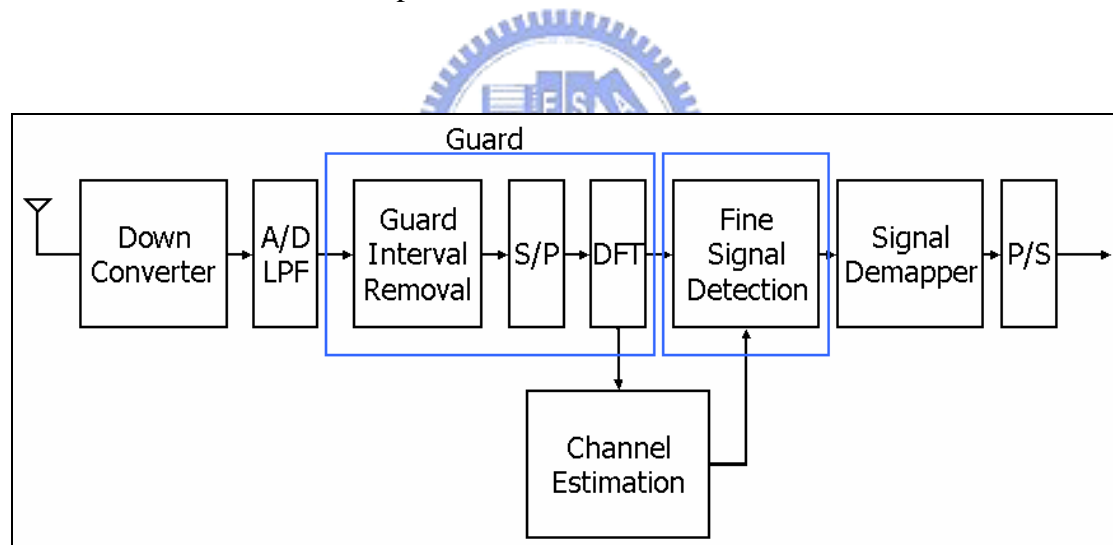 Guard
Down
Converter
A/D
LPF
Guard
Interval
Removal
S/P
DFT
Fine
Signal
Detection
Signal
Demapper
P/S
Channel
Estimation